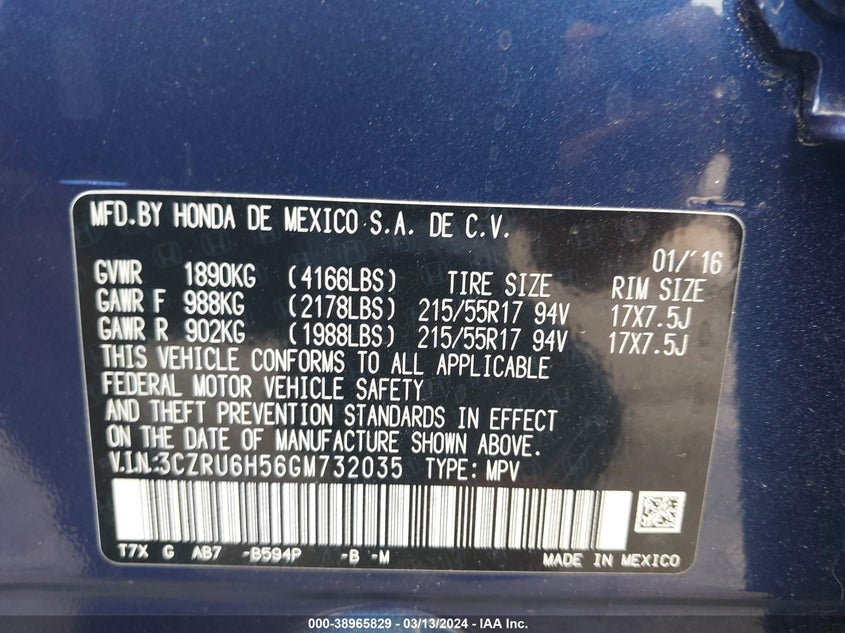 MFD.BY HONDA DE MEXICO S.A. DE C.V.
01/'16
GVWR 1890KG (4166LBS) TIRE SIZE RIM SIZE
GAWR F 988KG (2178LBS) 215/55R17 94V 17X7.5J
GAWR R 902KG (1988LBS) 215/55R17 94V 17X7.5J
THIS VEHICLE CONFORMS TO ALL APPLICABLE
FEDERAL MOTOR VEHICLE SAFETY
AND THEFT PREVENTION STANDARDS IN EFFECT
ON THE DATE OF MANUFACTURE SHOWN ABOVE.
V.I.N.:3CZRU6H56GM732035 TYPE: MPV
T7X G AB7 -B594P -B -M MADE IN MEXICO
000-38965829 - 03/13/2024 - IAA Inc.